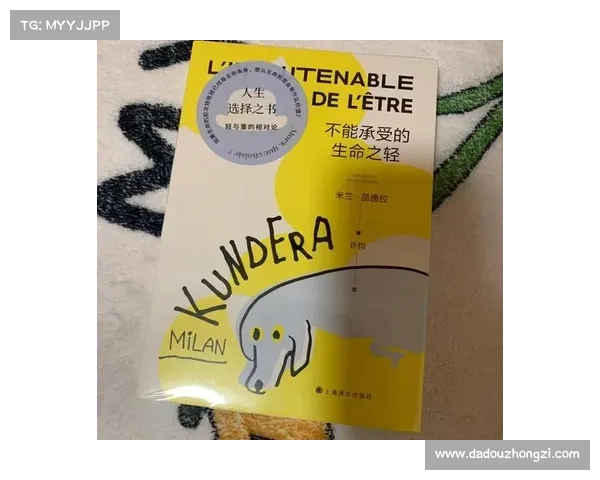 TG: MYYJJPP
UTENABLE
DE L'ÊTRE
人生
选择之书
轻与重的相对论
不能承受的
生命之轻
米兰·昆德拉
许钧
KUNDERA
MiLAN
上海译文出版社
www.dadouzhongzi.com